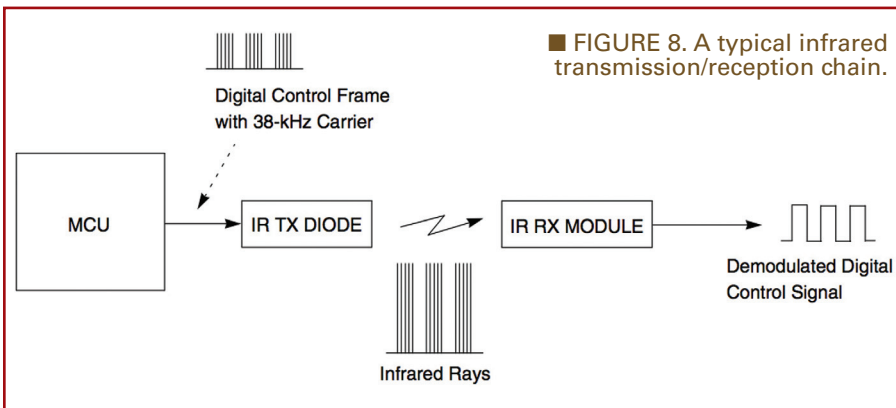 ■ FIGURE 8. A typical infrared
transmission/reception chain.
Digital Control Frame
with 38-kHz Carrier
MCU
IR TX DIODE
IR RX MODULE
Demodulated Digital
Control Signal
Infrared Rays